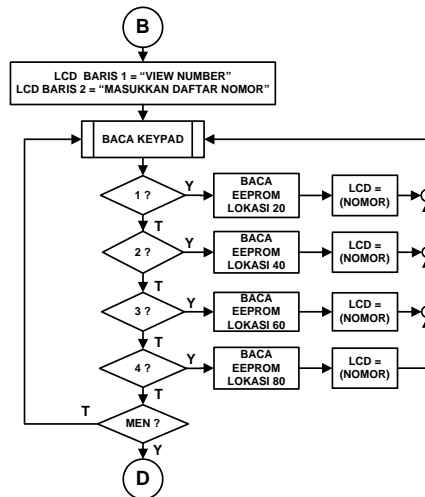 B
LCD BARIS 1 = “VIEW NUMBER”
LCD BARIS 2 = “MASUKKAN DAFTAR NOMOR”
BACA KEYPAD
1 ?
Y
BACA
EEPROM
LOKASI 20
LCD =
(NOMOR)
T
2 ?
Y
BACA
EEPROM
LOKASI 40
LCD =
(NOMOR)
T
3 ?
Y
BACA
EEPROM
LOKASI 60
LCD =
(NOMOR)
T
4 ?
Y
BACA
EEPROM
LOKASI 80
LCD =
(NOMOR)
T
T
MEN ?
Y
D